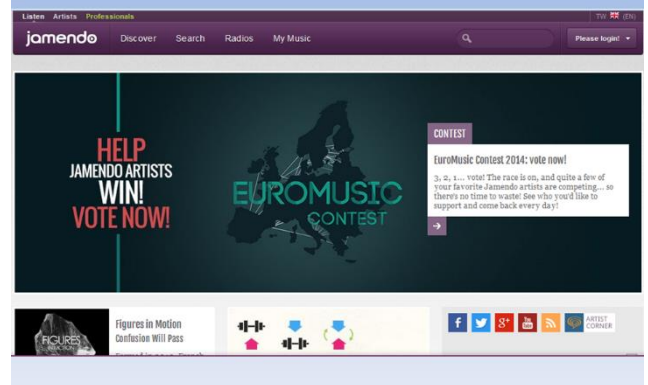 Listen Artists Professionals
TW (EN)
jamendo Discover Search Radios My Music
Please login!
HELP
JAMENDO ARTISTS
WIN!
VOTE NOW!
EUROMUSIC
CONTEST
CONTEST
EuroMusic Contest 2014: vote now!
3, 2, 1... vote! The race is on, and quite a few of
your favorite Jamendo artists are competing... so
there's no time to waste! See who you'd like to
support and come back every day!
FIGURES
Figures in Motion
Confusion Will Pass
f g+ You Tube
ARTIST
CORNER